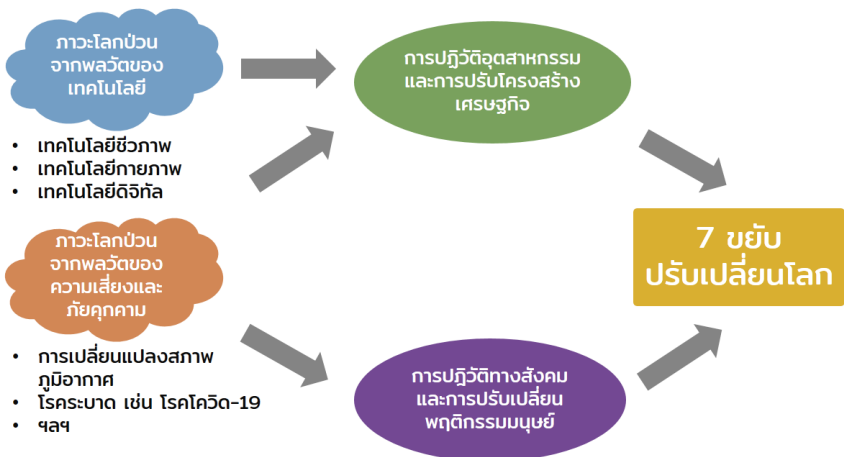 ภาวะโลกป่วน
จากพลวัตของ
เทคโนโลยี
• เทคโนโลยีชีวภาพ
• เทคโนโลยีกายภาพ
• เทคโนโลยีดิจิทัล
ภาวะโลกป่วน
จากพลวัตของ
ความเสี่ยงและ
ภัยคุกคาม
• การเปลี่ยนแปลงสภาพ
ภูมิอากาศ
• โรคระบาด เช่น โรคโควิด-19
• ฯลฯ
การปฏิวัติอุตสาหกรรม
และการปรับโครงสร้าง
เศรษฐกิจ
การปฏิวัติทางสังคม
และการปรับเปลี่ยน
พฤติกรรมมนุษย์
7 ขยับ
ปรับเปลี่ยนโลก